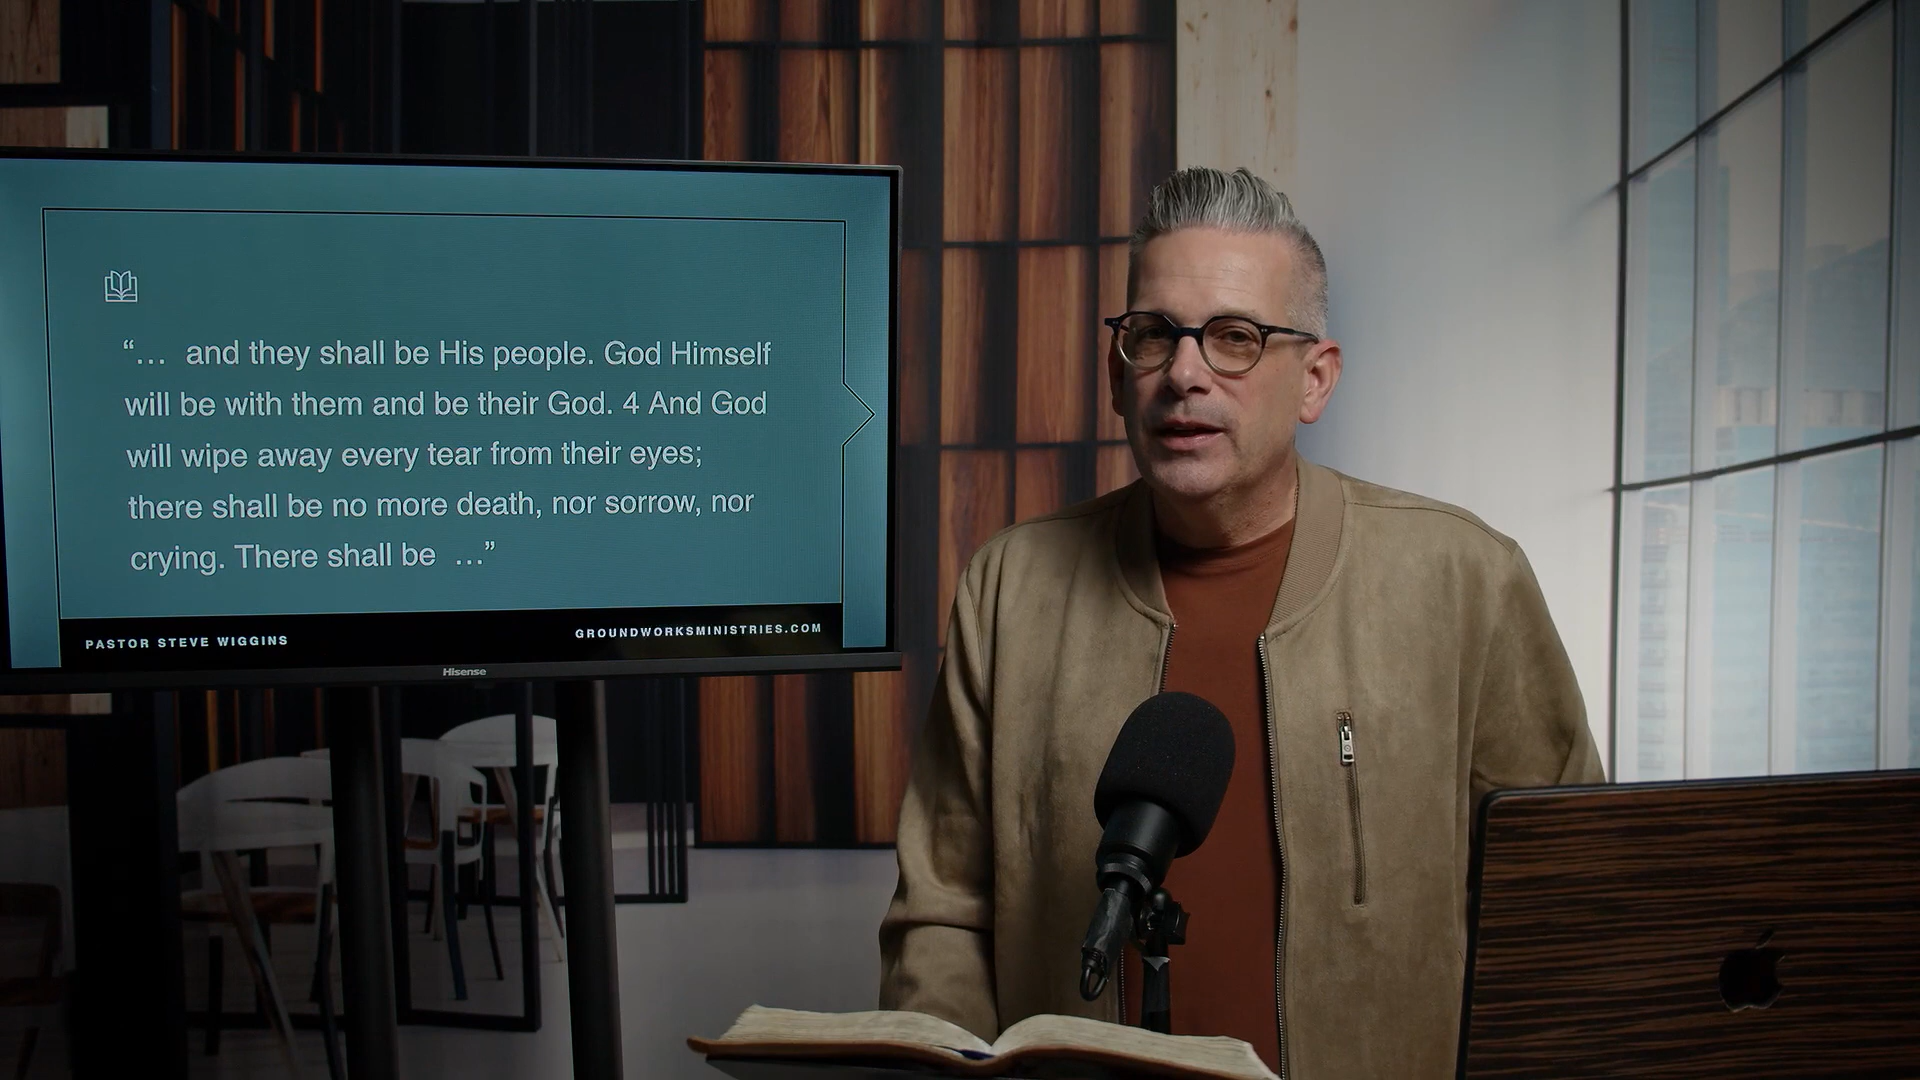 “… and they shall be His people. God Himself
will be with them and be their God. 4 And God
will wipe away every tear from their eyes;
there shall be no more death, nor sorrow, nor
crying. There shall be …”
PASTOR STEVE WIGGINS
GROUNDWORKSMINISTRIES.COM
Hisense